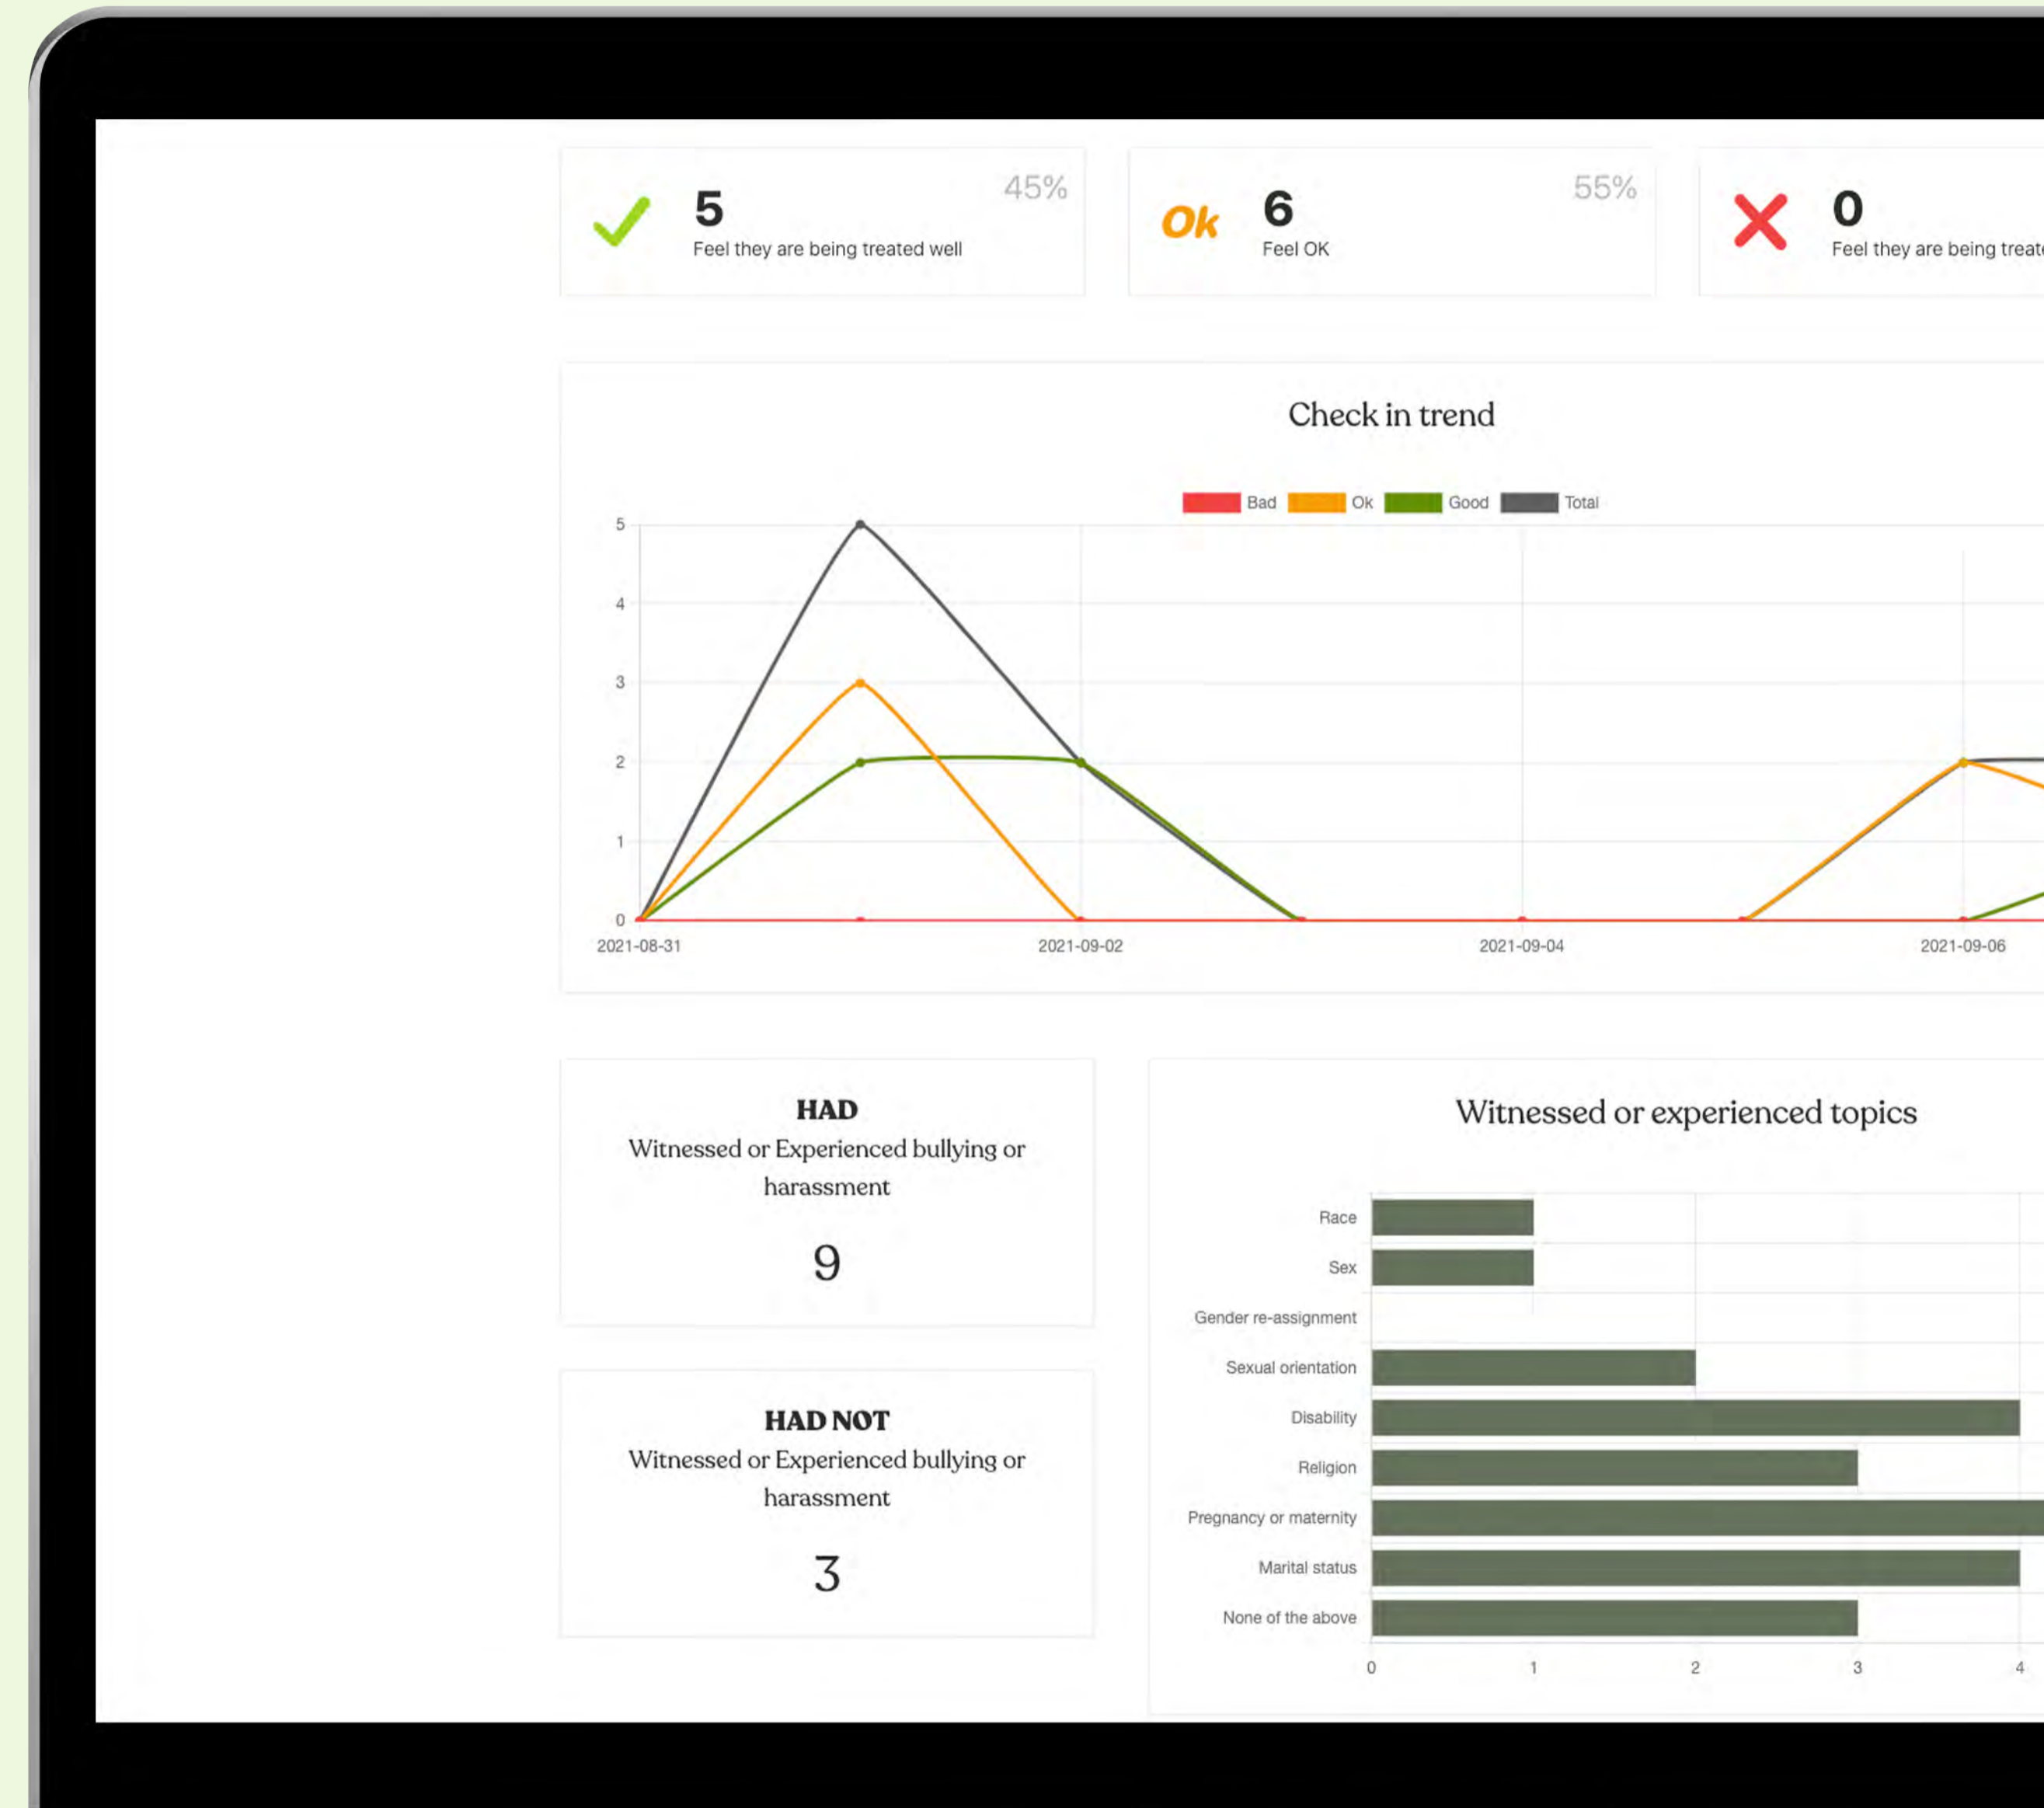 45%
5
Feel they are being treated well
55%
Ok
6
Feel OK
0
Feel they are being
Check in trend
Bad Ok Good Total
5
4
3
2
1
0
2021-08-31 2021-09-02 2021-09-04 2021-09-06
HAD
Witnessed or Experienced bullying or
harassment
9
HAD NOT
Witnessed or Experienced bullying or
harassment
3
Witnessed or experienced topics
Race
Sex
Gender re-assignment
Sexual orientation
Disability
Religion
Pregnancy or maternity
Marital status
None of the above
0 1 2 3 4